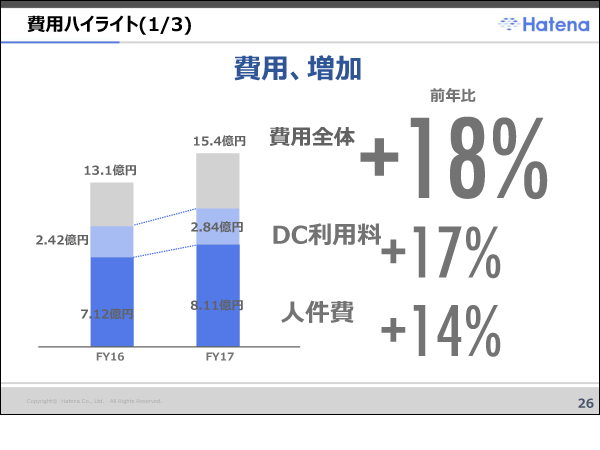 費用ハイライト(1/3)
Hatena
費用、増加
前年比
費用全体
+18%
DC利用料
+17%
人件費
+14%
15.4億円
13.1億円
2.42億円
2.84億円
7.12億円
8.11億円
FY16
FY17
Copyright© Hatena Co., Ltd. All Rights Reserved.
26